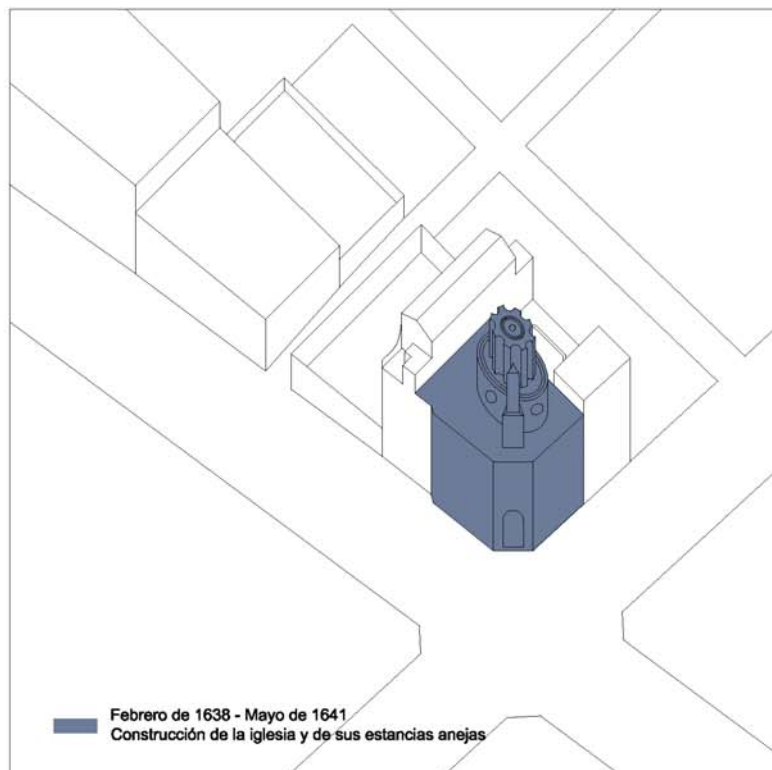 Febrero de 1638 - Mayo de 1641
Construcción de la iglesia y de sus estancias anejas